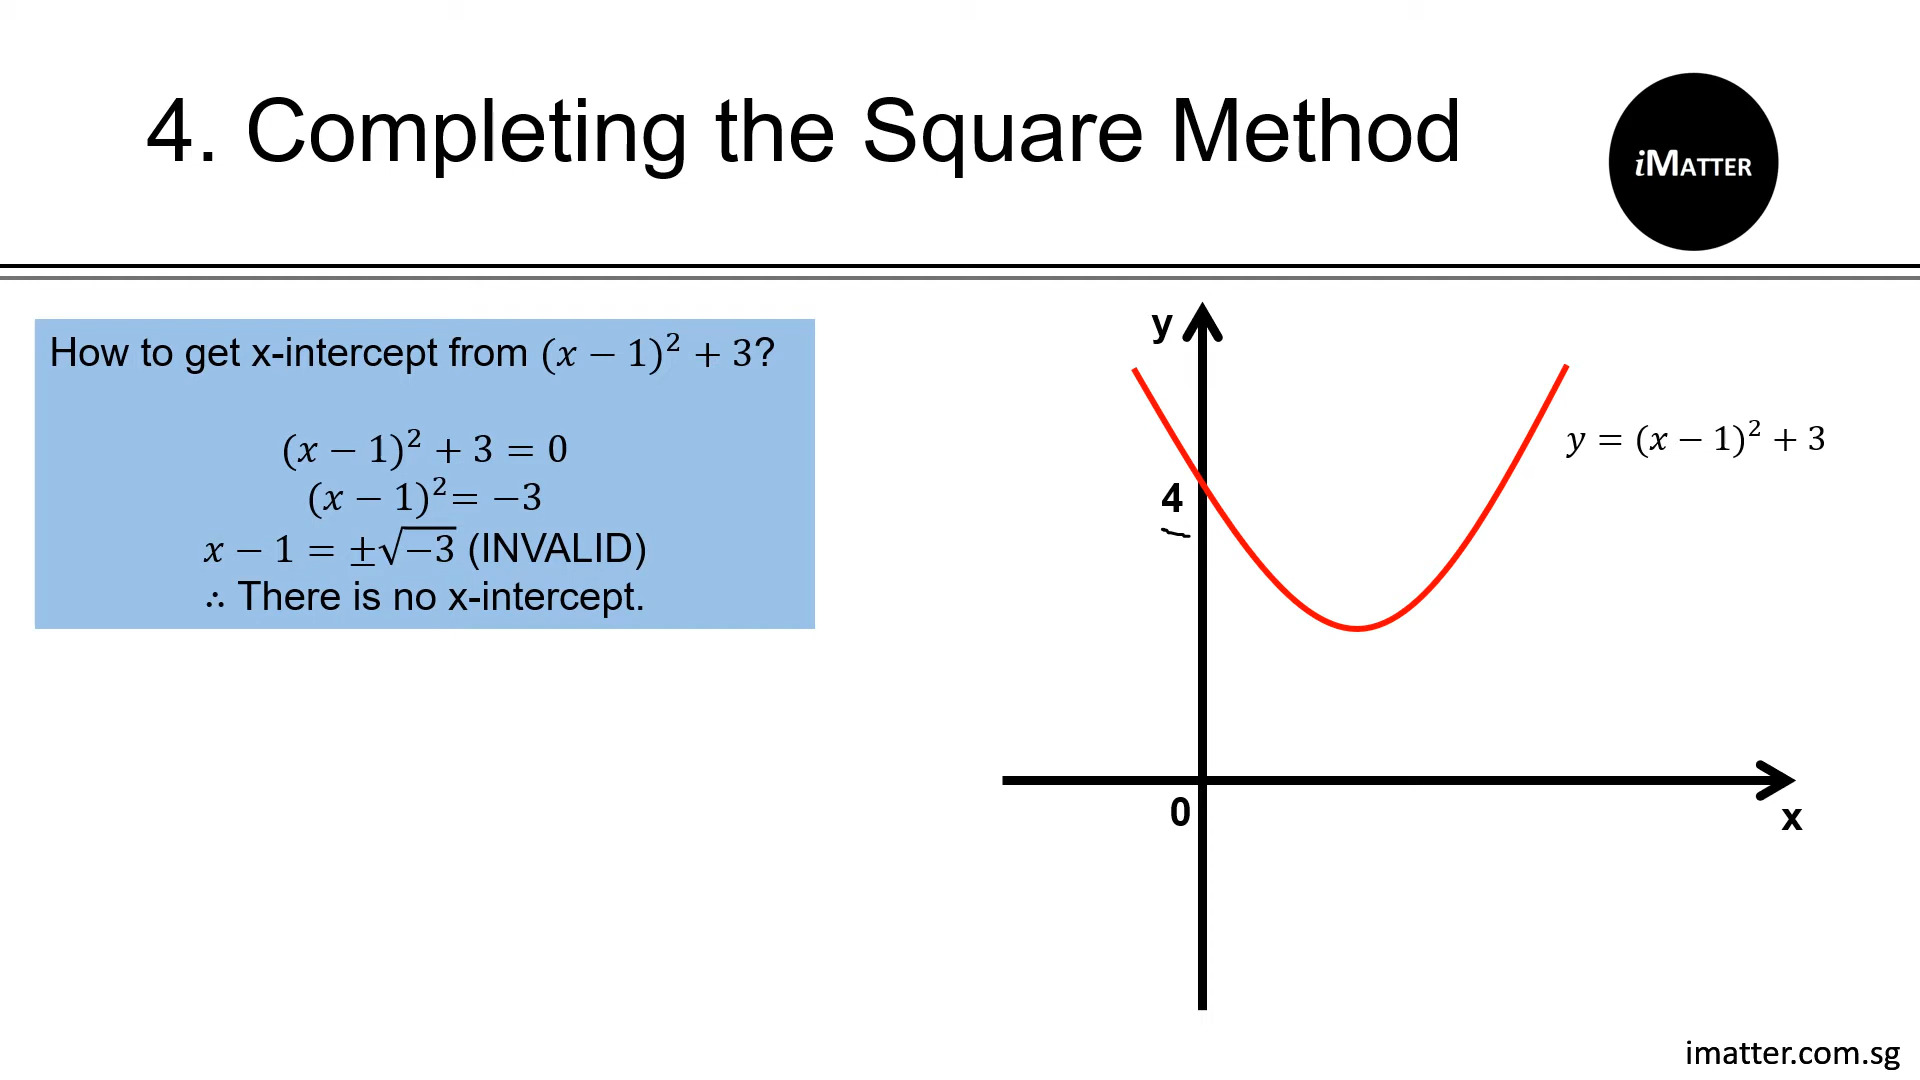 4. Completing the Square Method
iMATTER
How to get x-intercept from (𝑥 − 1)² + 3?
(𝑥 − 1)² + 3 = 0
(𝑥 − 1)²= −3
𝑥 − 1 = ±√−3 (INVALID)
∴ There is no x-intercept.
y
𝑦 = (𝑥 − 1)² + 3
4
0
x
imatter.com.sg